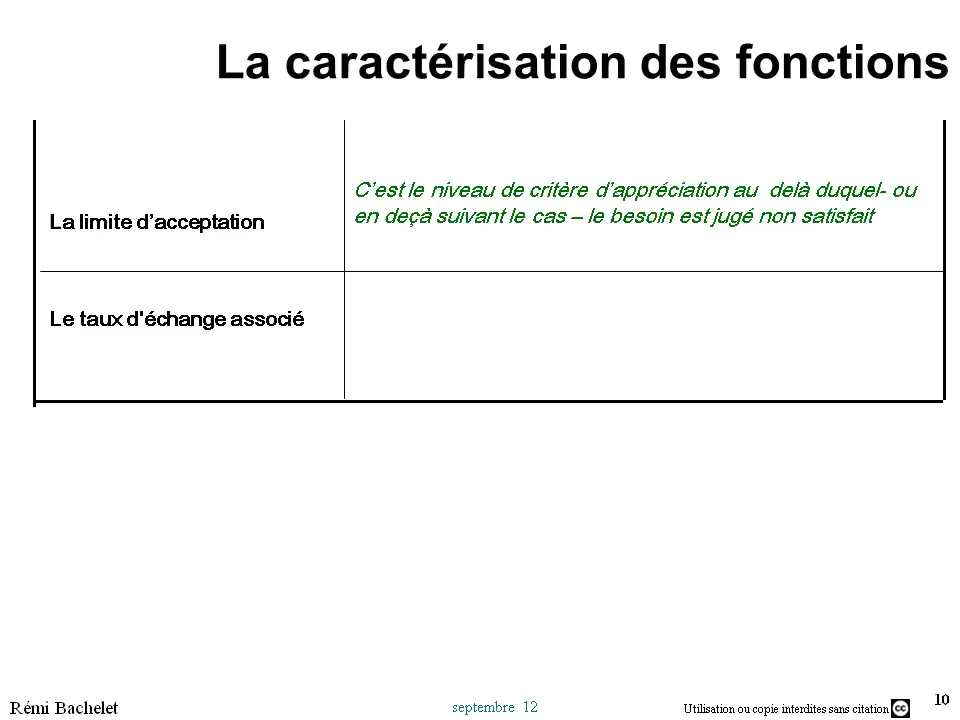 La caractérisation des fonctions
C’est le niveau de critère d’appréciation au delà duquel- ou
en deçà suivant le cas – le besoin est jugé non satisfait
La limite d’acceptation
Le taux d'échange associé
Rémi Bachelet
septembre 12
Utilisation ou copie interdites sans citation
cc
10